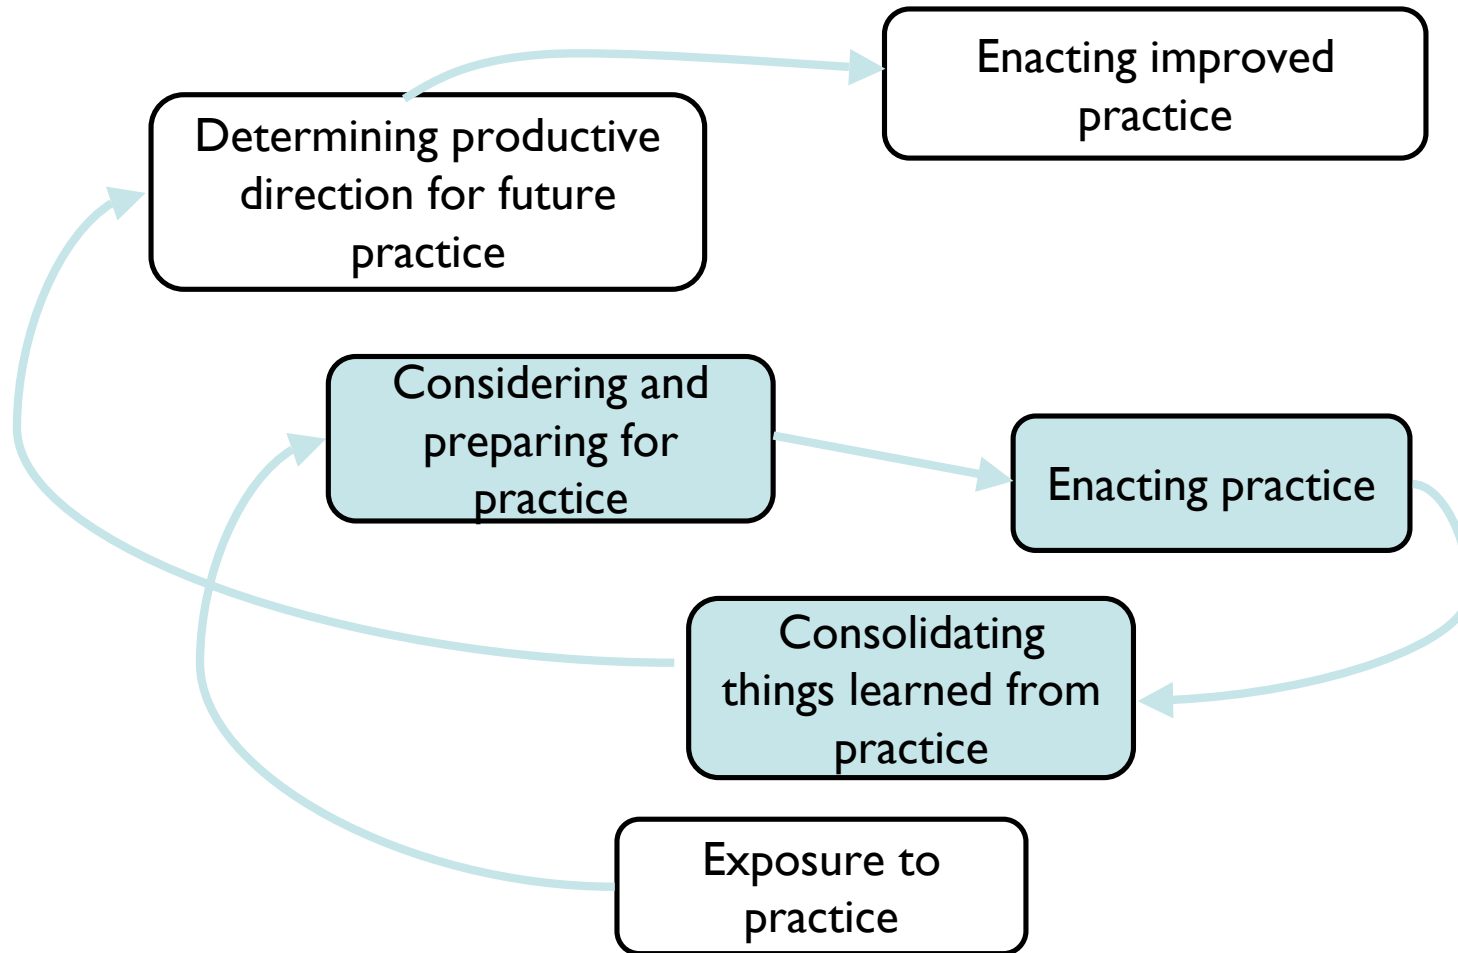 Enacting improved
practice
Determining productive
direction for future
practice
Considering and
preparing for
practice
Enacting practice
Consolidating
things learned from
practice
Exposure to
practice